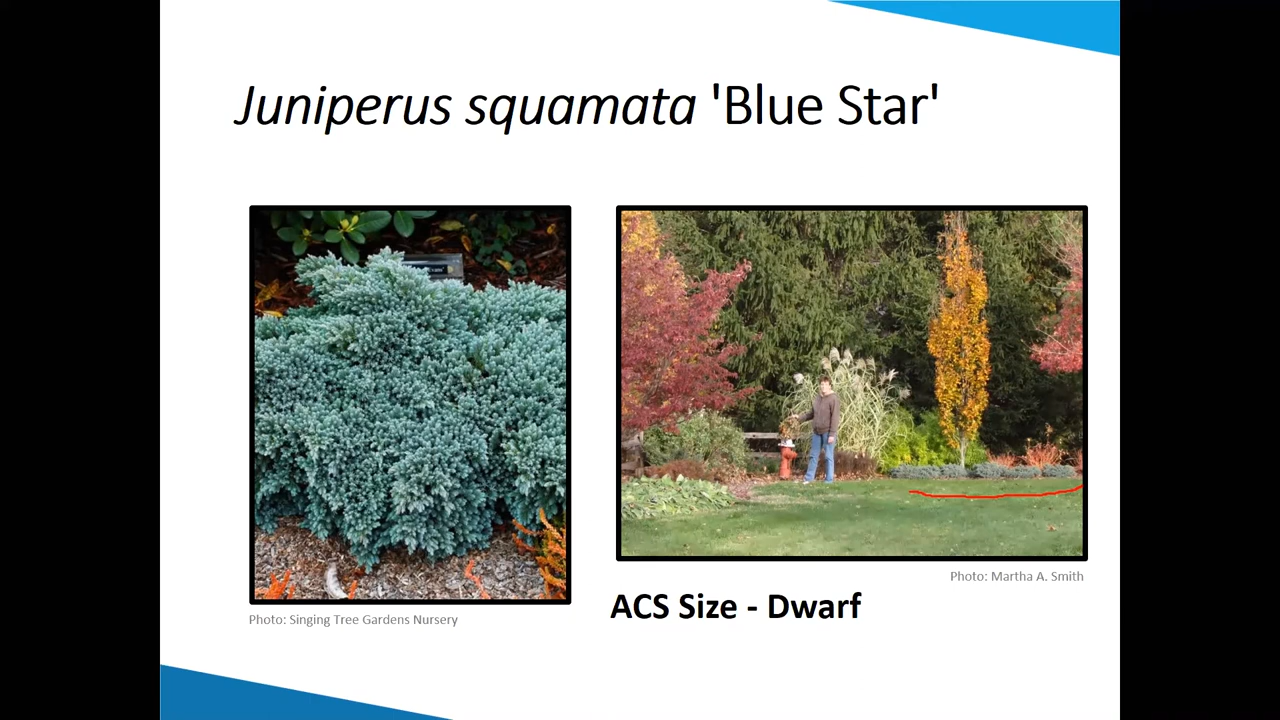 Juniperus squamata 'Blue Star'
Photo: Singing Tree Gardens Nursery
Photo: Martha A. Smith
ACS Size - Dwarf